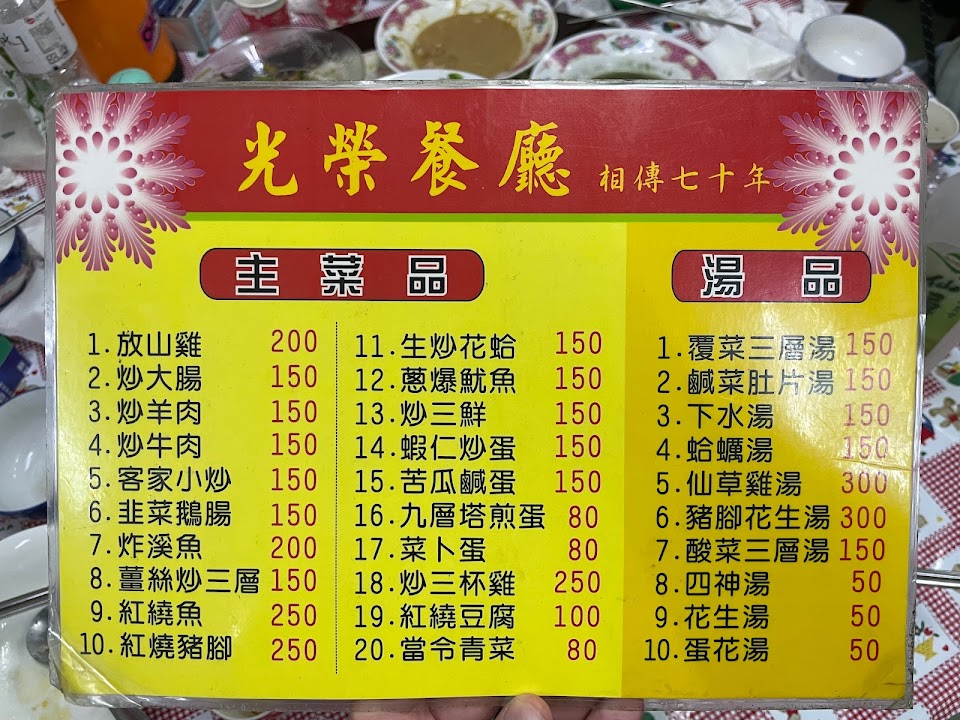 光榮餐廳 相傳七十年
主菜品
1.放山雞 200
2.炒大腸 150
3.炒羊肉 150
4.炒牛肉 150
5.客家小炒 150
6.韭菜鵝腸 150
7.炸溪魚 200
8.薑絲炒三層 150
9.紅繞魚 250
10.紅燒豬腳 250
11.生炒花蛤 150
12.蔥爆魷魚 150
13.炒三鮮 150
14.蝦仁炒蛋 150
15.苦瓜鹹蛋 150
16.九層塔煎蛋 80
17.菜卜蛋 80
18.炒三杯雞 250
19.紅繞豆腐 100
20.當令青菜 80
湯品
1.覆菜三層湯 150
2.鹹菜肚片湯 150
3.下水湯 150
4.蛤蠣湯 150
5.仙草雞湯 300
6.豬腳花生湯 300
7.酸菜三層湯 150
8.四神湯 50
9.花生湯 50
10.蛋花湯 50